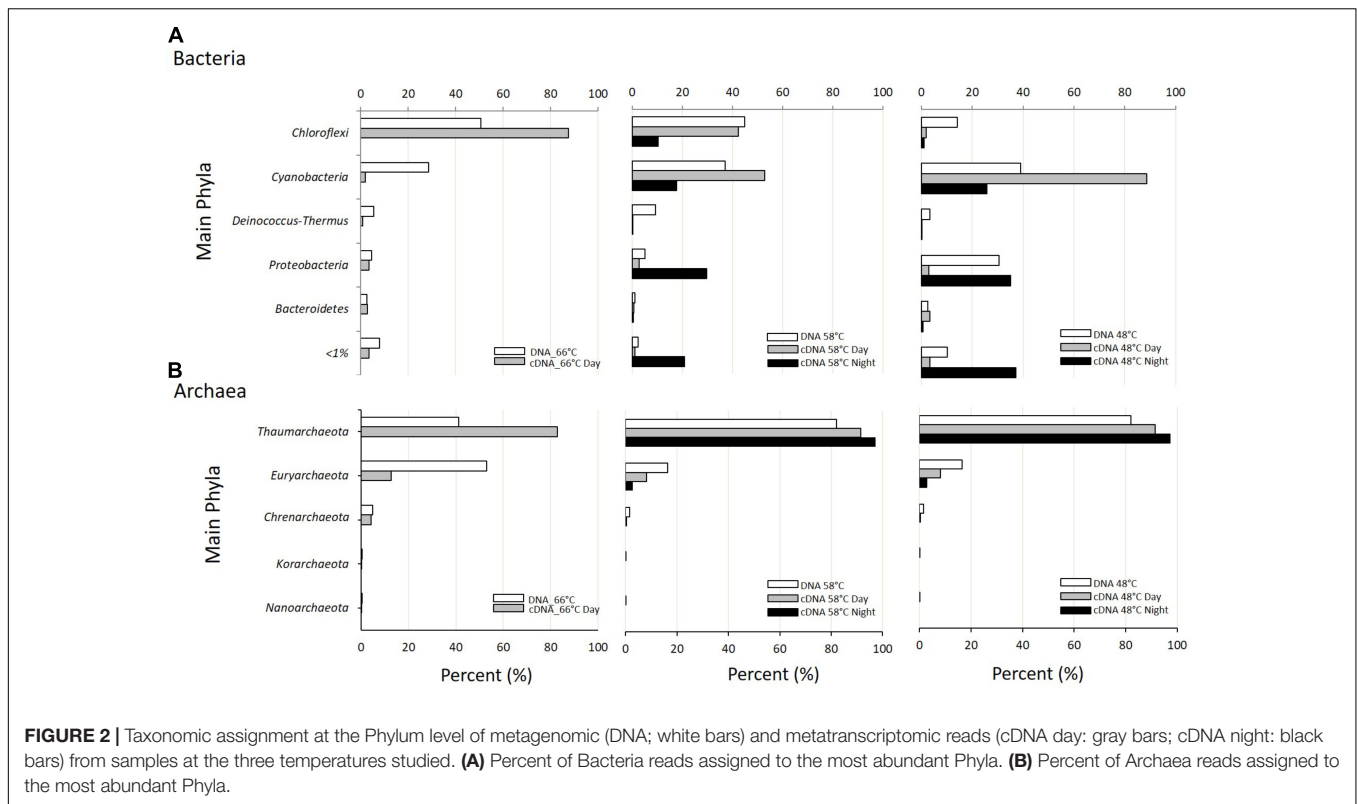 A
Bacteria
0 20 40 60 80 100
0 20 40 60 80 100
0 20 40 60 80 100
Main Phyla
Chloroflexi
Cyanobacteria
Deinococcus-Thermus
Proteobacteria
Bacteroidetes
<1%
DNA_66°C
cDNA_66°C Day
DNA 58°C
cDNA 58°C Day
cDNA 58°C Night
DNA 48°C
cDNA 48°C Day
cDNA 48°C Night
B
Archaea
Main Phyla
Thaumarchaeota
Euryarchaeota
Chrenarchaeota
Korarchaeota
Nanoarchaeota
DNA_66°C
cDNA_66°C Day
DNA 58°C
cDNA 58°C Day
cDNA 58°C Night
DNA 48°C
cDNA 48°C Day
cDNA 48°C Night
0 20 40 60 80 100
0 20 40 60 80 100
0 20 40 60 80 100
Percent (%)
Percent (%)
Percent (%)
FIGURE 2 | Taxonomic assignment at the Phylum level of metagenomic (DNA; white bars) and metatranscriptomic reads (cDNA day: gray bars; cDNA night: black
bars) from samples at the three temperatures studied. (A) Percent of Bacteria reads assigned to the most abundant Phyla. (B) Percent of Archaea reads assigned to
the most abundant Phyla.